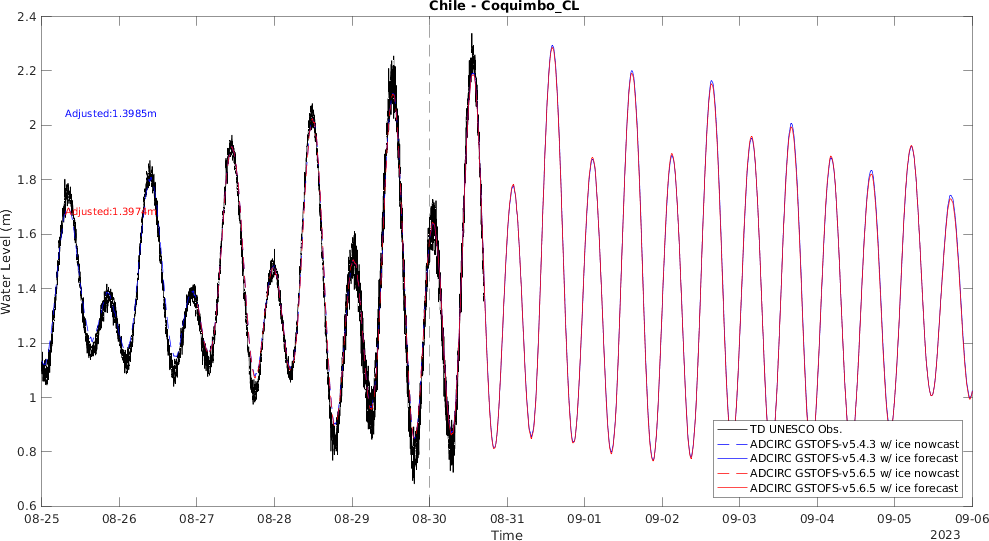 Chile - Coquimbo_CL
2.4
2.2
2
1.8
1.6
1.4
1.2
1
0.8
0.6
Water Level (m)
Adjusted:1.3985m
Adjusted:1.3974m
TD UNESCO Obs.
ADCIRC GSTOFS-v5.4.3 w/ ice nowcast
ADCIRC GSTOFS-v5.4.3 w/ ice forecast
ADCIRC GSTOFS-v5.6.5 w/ ice nowcast
ADCIRC GSTOFS-v5.6.5 w/ ice forecast
08-25 08-26 08-27 08-28 08-29 08-30 08-31 09-01 09-02 09-03 09-04 09-05 09-06
Time
2023